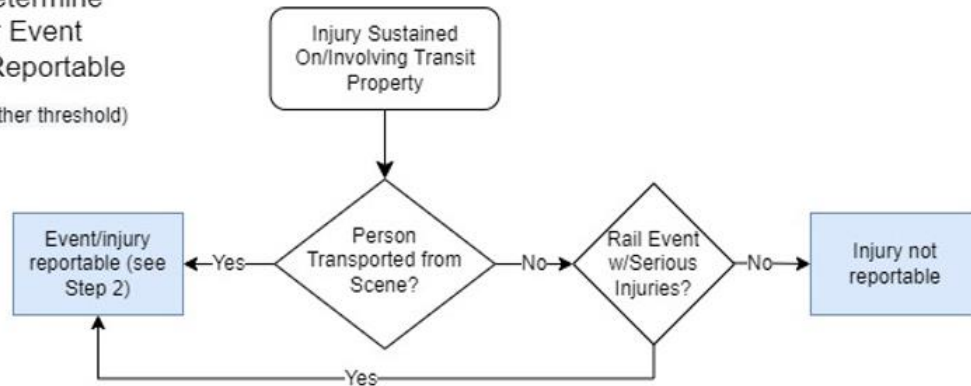 Event
Reportable
ther threshold)
Injury Sustained
On/Involving Transit
Property
Person
Transported from
Scene?
Yes
Event/injury
reportable (see
Step 2)
No
Rail Event
w/Serious
Injuries?
No
Injury not
reportable
Yes